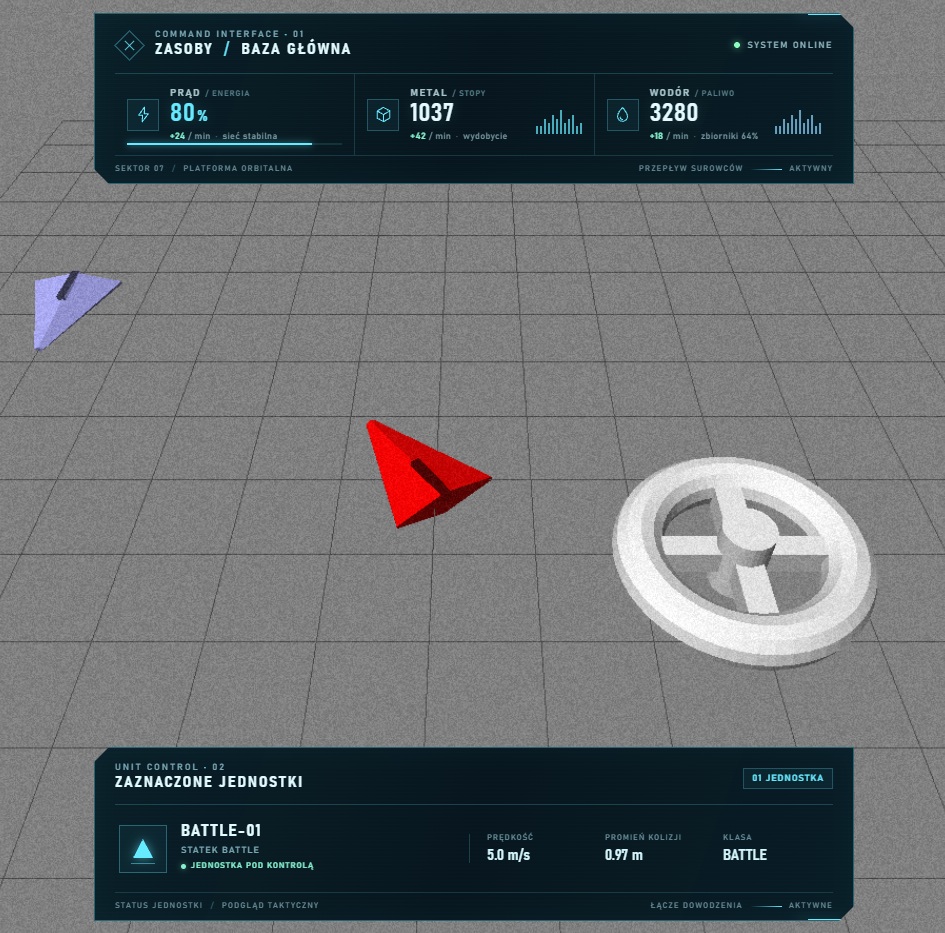 COMMAND INTERFACE · 01
ZASOBY / BAZA GŁÓWNA
SYSTEM ONLINE
PRĄD / ENERGIA
80%
+24 / min · sieć stabilna
METAL / STOPY
1037
+42 / min · wydobycie
WODÓR / PALIWO
3280
+18 / min · zbiorniki 64%
SEKTOR 07 / PLATFORMA ORBITALNA
PRZEPŁYW SUROWCÓW AKTYWNY
UNIT CONTROL · 02
ZAZNACZONE JEDNOSTKI
01 JEDNOSTKA
BATTLE-01
STATEK BATTLE
JEDNOSTKA POD KONTROLĄ
PRĘDKOŚĆ
5.0 m/s
PROMIEŃ KOLIZJI
0.97 m
KLASA
BATTLE
STATUS JEDNOSTKI / PODGLĄD TAKTYCZNY
ŁĄCZE DOWODZENIA AKTYWNE